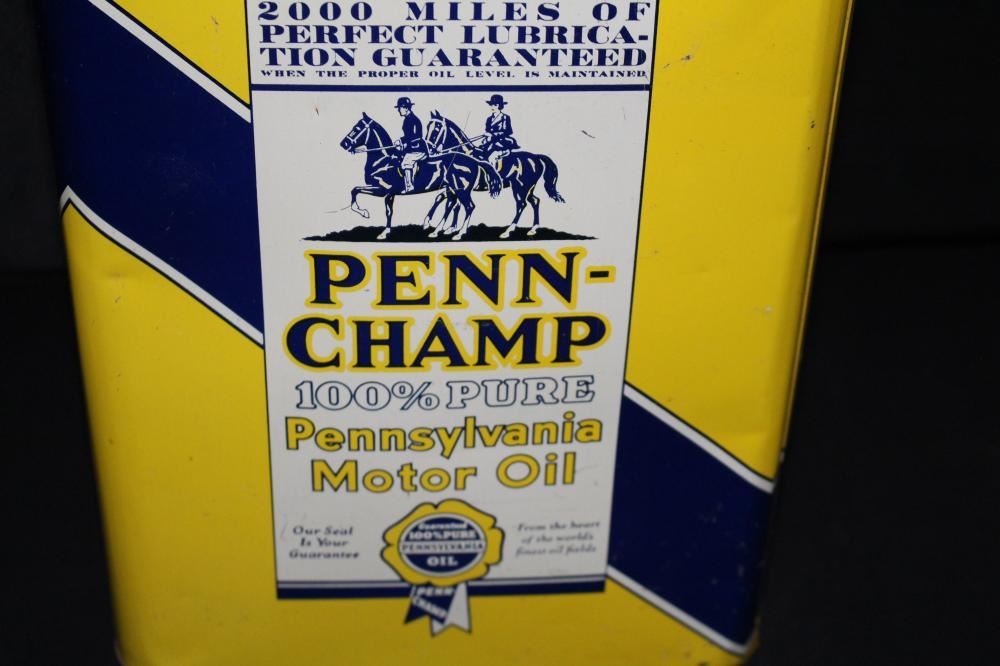 2000 MILES OF
PERFECT LUBRICA-
TION GUARANTEED
WHEN THE PROPER OIL LEVEL IS MAINTAINED
PENN-
CHAMP
100% PURE
Pennsylvania
Motor Oil
Our Seal
Is Your
Guarantee
Guaranteed
100% PURE
PENNSYLVANIA
OIL
PENN
CHAMP
From the heart
of the world's
finest oil fields